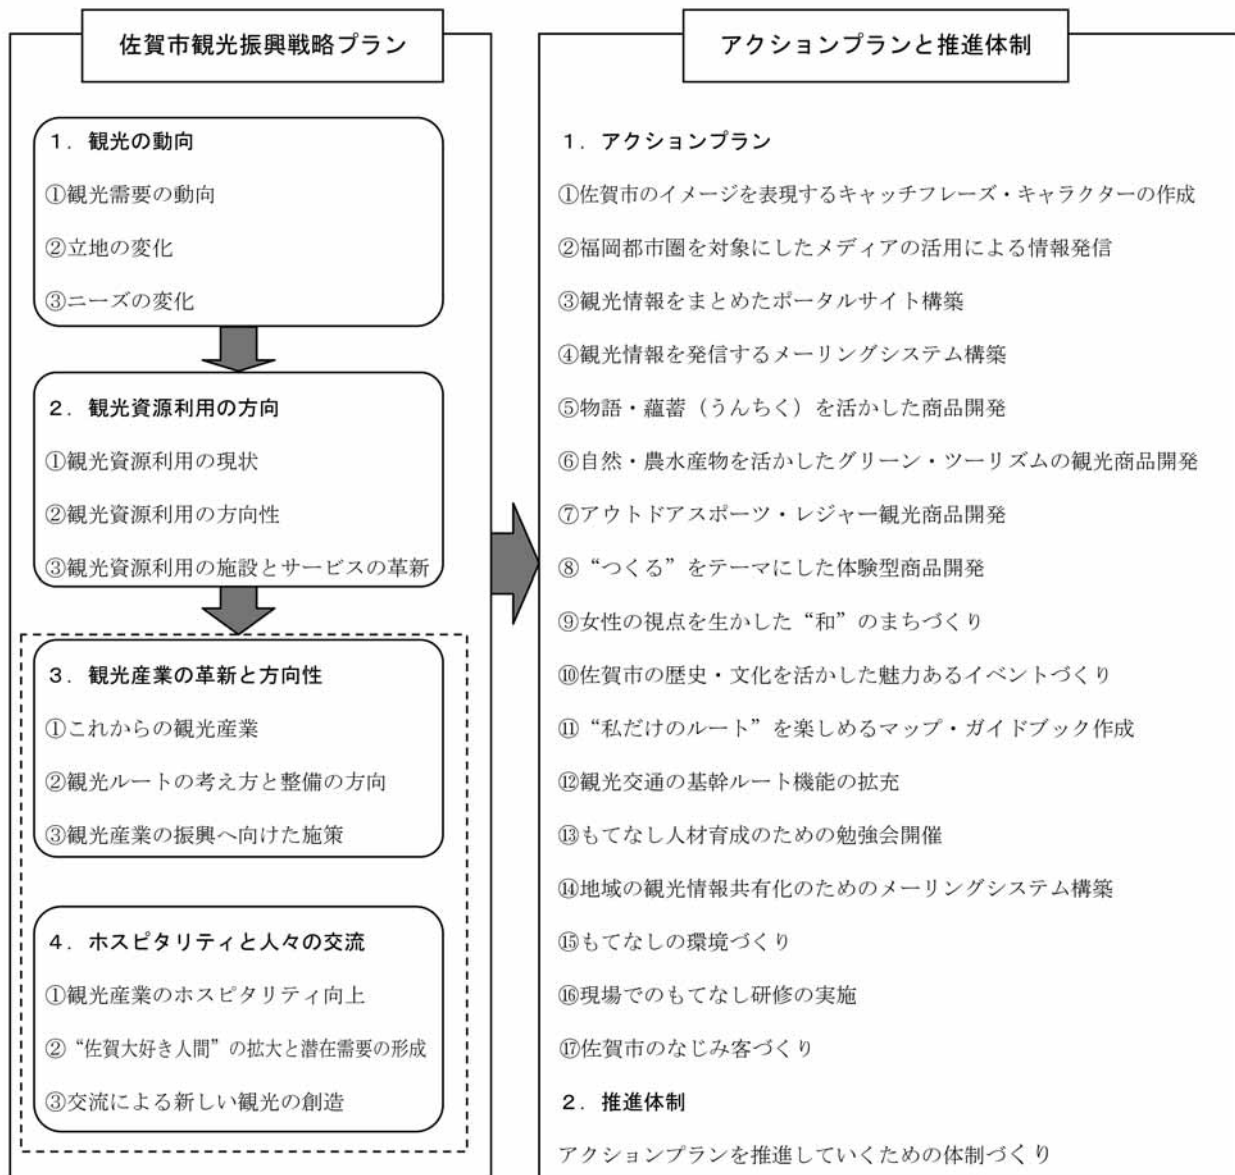 佐賀市観光振興戦略プラン
1．観光の動向
①観光需要の動向
②立地の変化
③ニーズの変化
2．観光資源利用の方向
①観光資源利用の現状
②観光資源利用の方向性
③観光資源利用の施設とサービスの革新
3．観光産業の革新と方向性
①これからの観光産業
②観光ルートの考え方と整備の方向
③観光産業の振興へ向けた施策
4．ホスピタリティと人々の交流
①観光産業のホスピタリティ向上
②“佐賀大好き人間”の拡大と潜在需要の形成
③交流による新しい観光の創造
アクションプランと推進体制
1．アクションプラン
①佐賀市のイメージを表現するキャッチフレーズ・キャラクターの作成
②福岡都市圏を対象にしたメディアの活用による情報発信
③観光情報をまとめたポータルサイト構築
④観光情報を発信するメーリングシステム構築
⑤物語・蘊蓄（うんちく）を活かした商品開発
⑥自然・農水産物を活かしたグリーン・ツーリズムの観光商品開発
⑦アウトドアスポーツ・レジャー観光商品開発
⑧“つくる”をテーマにした体験型商品開発
⑨女性の視点を生かした“和”のまちづくり
⑩佐賀市の歴史・文化を活かした魅力あるイベントづくり
⑪“私だけのルート”を楽しめるマップ・ガイドブック作成
⑫観光交通の基幹ルート機能の拡充
⑬もてなし人材育成のための勉強会開催
⑭地域の観光情報共有化のためのメーリングシステム構築
⑮もてなしの環境づくり
⑯現場でのもてなし研修の実施
⑰佐賀市のなじみ客づくり
2．推進体制
アクションプランを推進していくための体制づくり